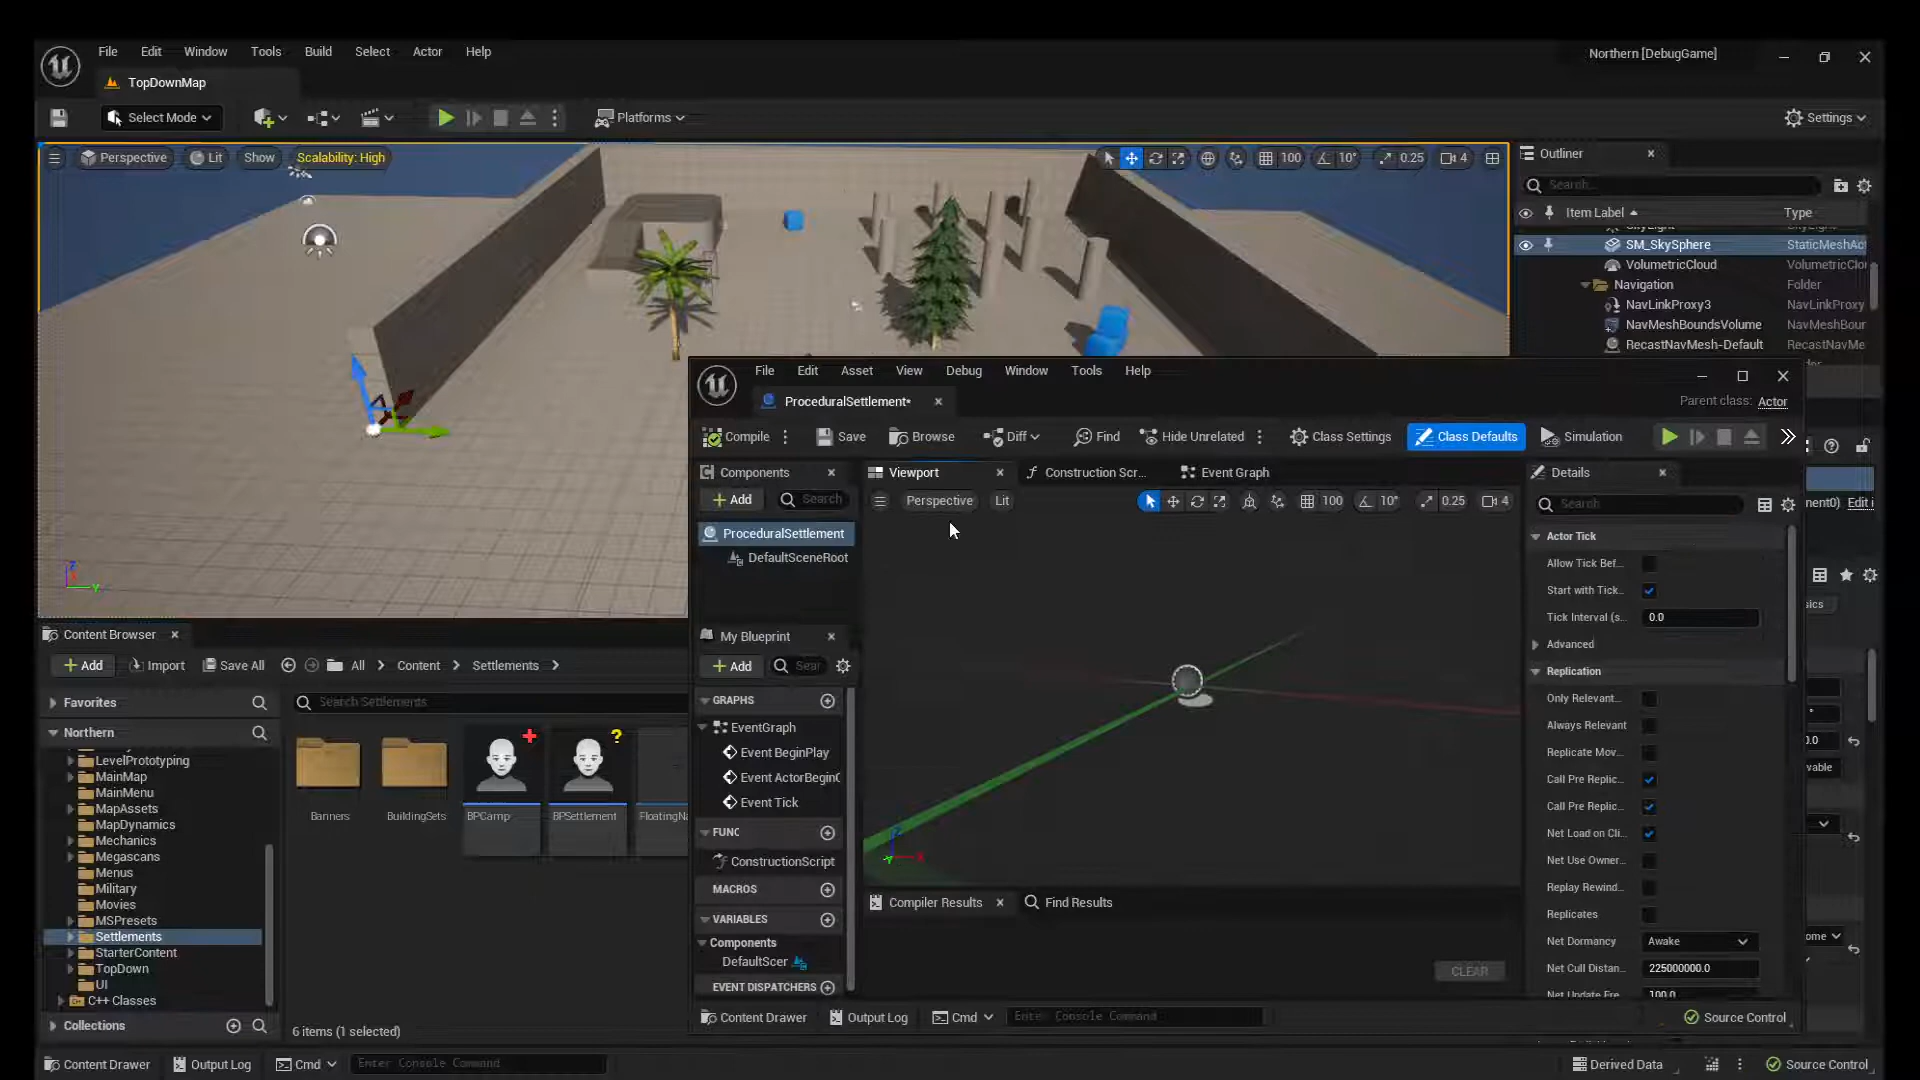 File Edit Window Tools Build Select Actor Help
Northern [DebugGame]
TopDownMap
Select Mode
Platforms
Settings
Perspective Lit Show Scalability: High
100 10° 0.25 4
Outliner
Search...
Item Label Type
SM_SkySphere StaticMeshAct
VolumetricCloud VolumetricClou
Navigation Folder
NavLinkProxy3 NavLinkProxy
NavMeshBoundsVolume NavMeshBour
RecastNavMesh-Default RecastNavMe
File Edit Asset View Debug Window Tools Help
ProceduralSettlement*
Parent class: Actor
Compile Save Browse Diff Find Hide Unrelated Class Settings Class Defaults Simulation
Components
Viewport
Construction Scr...
Event Graph
Details
Add
Search
Perspective Lit
100 10° 0.25 4
Search
ProceduralSettlement
DefaultSceneRoot
Actor Tick
Allow Tick Bef...
Start with Tick...
Tick Interval (s... 0.0
Advanced
Replication
Only Relevant...
Always Relevant
Replicate Mov...
Call Pre Replic...
Call Pre Replic...
Net Load on Cli...
Net Use Owner...
Replay Rewind...
Replicates
Net Dormancy Awake
Net Cull Distan... 225000000.0
Net Update Fre 100.0
My Blueprint
Add
Sear
GRAPHS
EventGraph
Event BeginPlay
Event ActorBeginO
Event Tick
FUNC
ConstructionScript
MACROS
VARIABLES
Components
DefaultScer
EVENT DISPATCHERS
Compiler Results
Find Results
CLEAR
Content Drawer Output Log Cmd Enter Console Command
Source Control
Content Browser
Add Import Save All All Content Settlements
Favorites
Search Settlements
Northern
LevelPrototyping
MainMap
MainMenu
MapAssets
MapDynamics
Mechanics
Megascans
Menus
Military
Movies
MSPresets
Settlements
StarterContent
TopDown
UI
C++ Classes
Collections
Banners
BuildingSets
BPCamp
BPSettlement
FloatingNa
6 items (1 selected)
Content Drawer Output Log Cmd Enter Console Command
Derived Data
Source Control